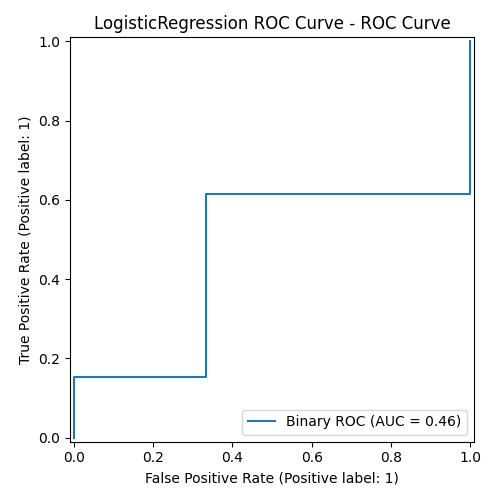 LogisticRegression ROC Curve - ROC Curve
1.0
0.8
0.6
0.4
0.2
0.0
True Positive Rate (Positive label: 1)
Binary ROC (AUC = 0.46)
0.0 0.2 0.4 0.6 0.8 1.0
False Positive Rate (Positive label: 1)